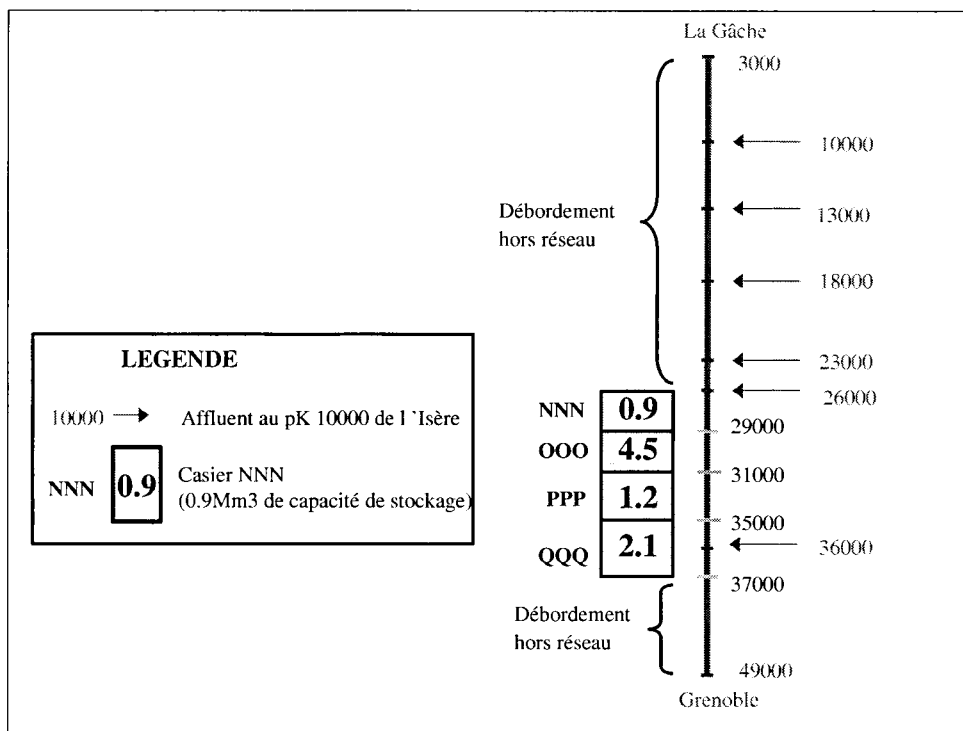 La Gâche
3000
10000
Débordement
hors réseau
13000
18000
23000
26000
NNN 0.9
29000
OOO 4.5
31000
PPP 1.2
35000
QQQ 2.1
36000
37000
Débordement
hors réseau
49000
Grenoble
LEGENDE
10000 Affluent au pK 10000 de l 'Isère
NNN 0.9 Casier NNN
(0.9Mm3 de capacité de stockage)